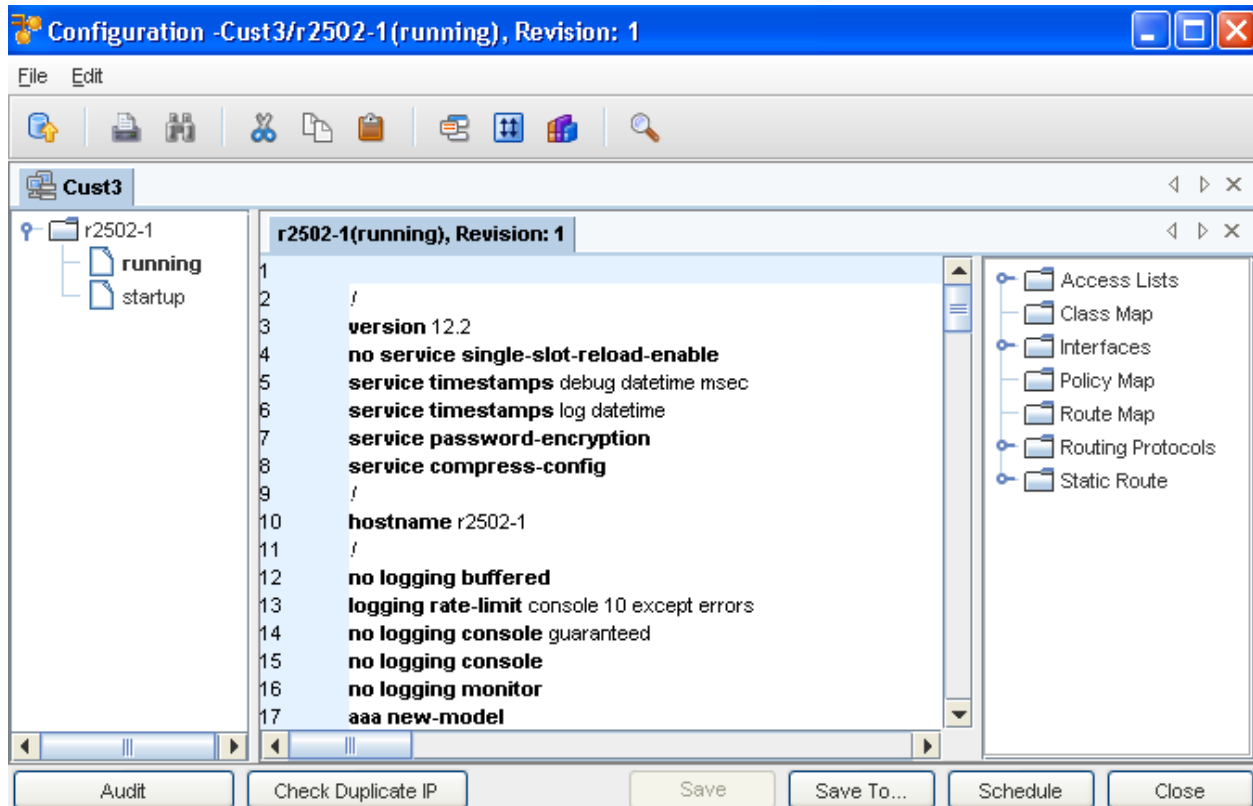 Configuration -Cust3/r2502-1(running), Revision: 1
File Edit
Cust3
r2502-1
running
startup
r2502-1(running), Revision: 1
1
2 !
3 version 12.2
4 no service single-slot-reload-enable
5 service timestamps debug datetime msec
6 service timestamps log datetime
7 service password-encryption
8 service compress-config
9 !
10 hostname r2502-1
11 !
12 no logging buffered
13 logging rate-limit console 10 except errors
14 no logging console guaranteed
15 no logging console
16 no logging monitor
17 aaa new-model
Access Lists
Class Map
Interfaces
Policy Map
Route Map
Routing Protocols
Static Route
Audit Check Duplicate IP Save Save To... Schedule Close